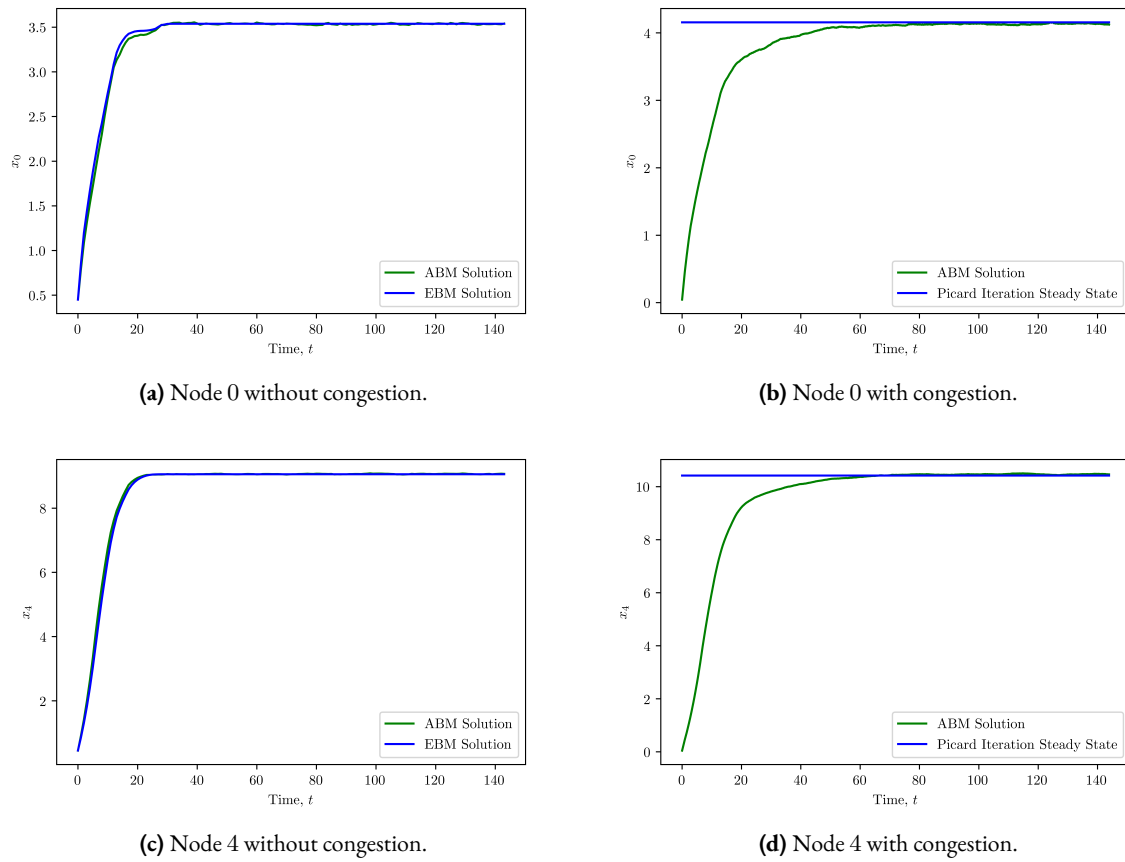 3.5
3.0
2.5
2.0
1.5
1.0
0.5
x₀
0 20 40 60 80 100 120 140
Time, t
ABM Solution
EBM Solution
(a) Node 0 without congestion.
4
3
2
1
0
x₀
0 20 40 60 80 100 120 140
Time, t
ABM Solution
Picard Iteration Steady State
(b) Node 0 with congestion.
8
6
4
2
x₄
0 20 40 60 80 100 120 140
Time, t
ABM Solution
EBM Solution
(c) Node 4 without congestion.
10
8
6
4
2
0
x₄
0 20 40 60 80 100 120 140
Time, t
ABM Solution
Picard Iteration Steady State
(d) Node 4 with congestion.